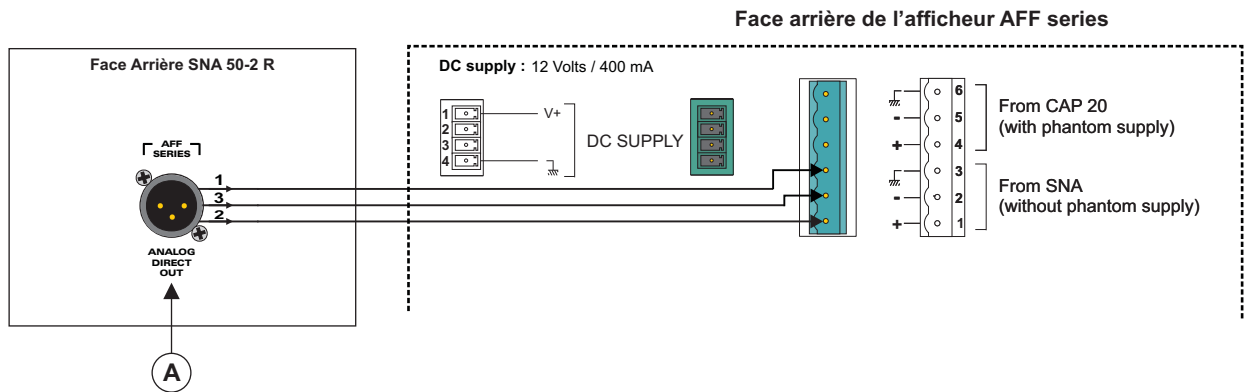 Face arrière de l'afficheur AFF series
Face Arrière SNA 50-2 R
AFF
SERIES
1
3
2
ANALOG
DIRECT
OUT
A
DC supply : 12 Volts / 400 mA
1
2
3
4
V+
DC SUPPLY
6
- 5
+ 4
3
- 2
+ 1
From CAP 20
(with phantom supply)
From SNA
(without phantom supply)